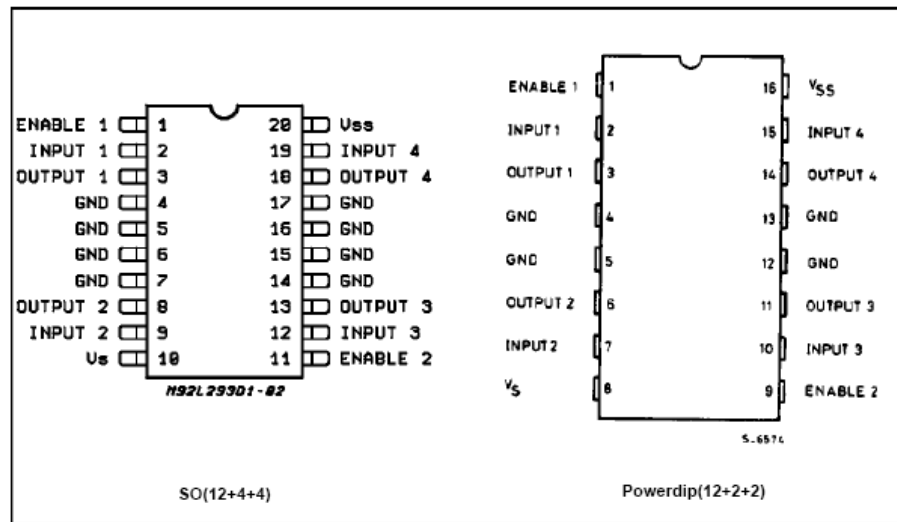 ENABLE 1 1 20 Vss
INPUT 1 2 19 INPUT 4
OUTPUT 1 3 18 OUTPUT 4
GND 4 17 GND
GND 5 16 GND
GND 6 15 GND
GND 7 14 GND
OUTPUT 2 8 13 OUTPUT 3
INPUT 2 9 12 INPUT 3
Vs 10 11 ENABLE 2
M92L293D1-02
SO(12+4+4)
ENABLE 1 1 16 VSS
INPUT 1 2 15 INPUT 4
OUTPUT 1 3 14 OUTPUT 4
GND 4 13 GND
GND 5 12 GND
OUTPUT 2 6 11 OUTPUT 3
INPUT 2 7 10 INPUT 3
VS 8 9 ENABLE 2
S-6574
Powerdip(12+2+2)